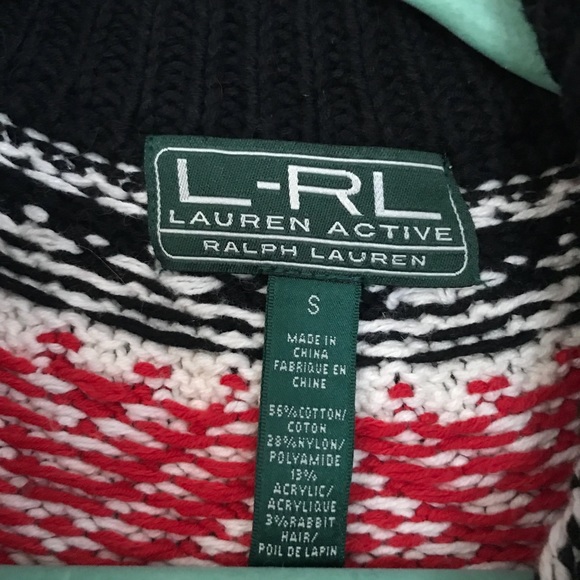 L-RL
LAUREN ACTIVE
RALPH LAUREN
S
MADE IN
CHINA
FABRIQUE EN
CHINE
56%COTTON/
COTON
28%NYLON/
POLYAMIDE
13%
ACRYLIC/
ACRYLIQUE
3%RABBIT
HAIR/
POIL DE LAPIN